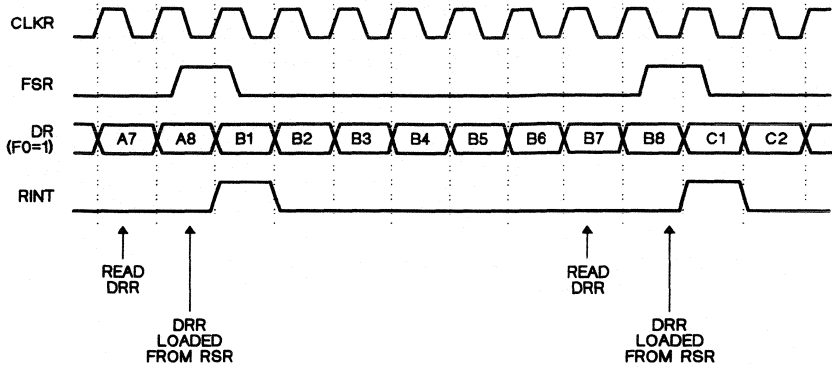 CLKR
FSR
DR
(F0=1)
A7 A8 B1 B2 B3 B4 B5 B6 B7 B8 C1 C2
RINT
READ
DRR
READ
DRR
DRR
LOADED
FROM RSR
DRR
LOADED
FROM RSR